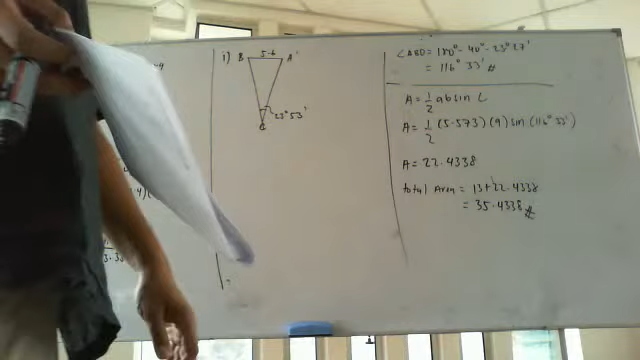 i) B 5.6 A'
23° 53'
C
∠ABD = 180° - 40° - 23° 27'
= 116° 33' #
A = 1/2 ab sin C
A = 1/2 (5.573)(9) sin (116° 33')
A = 22.4338
Total Area = 13 + 22.4338
= 35.4338 #